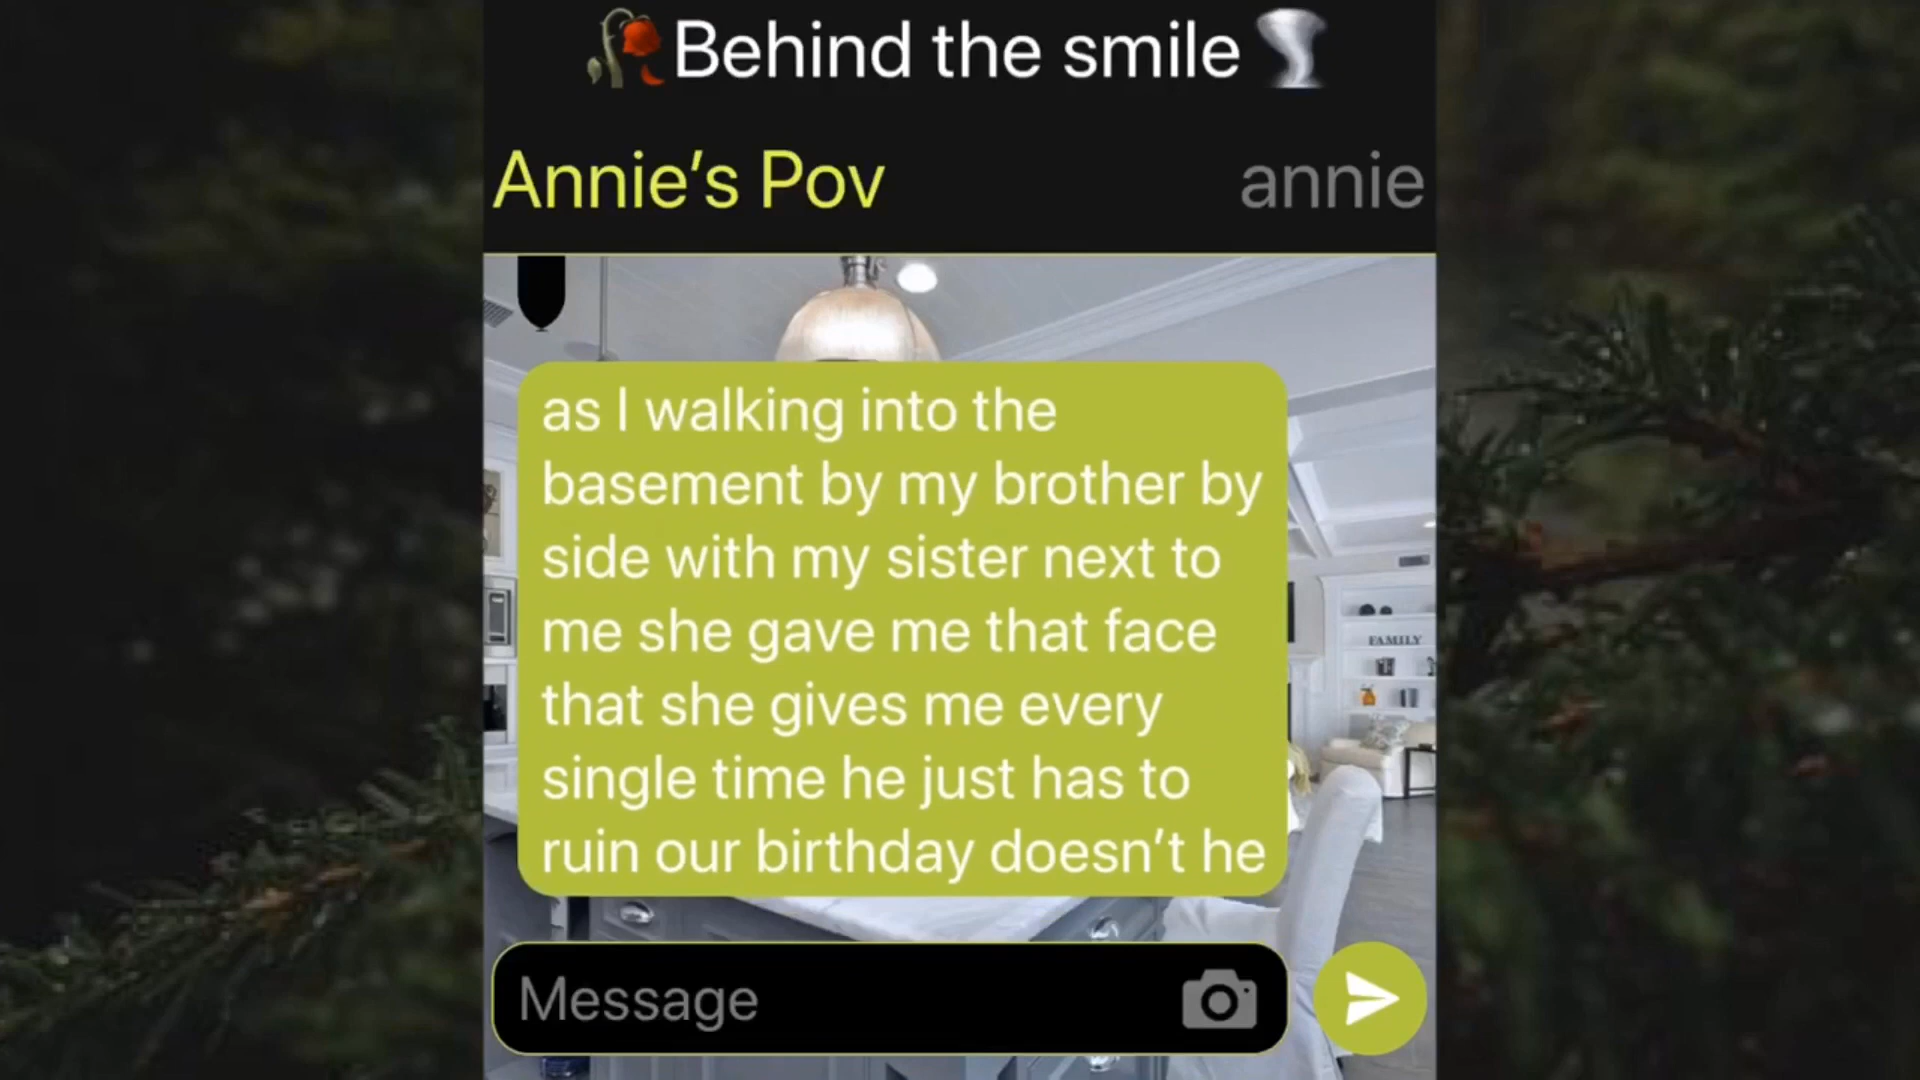 🥀Behind the smile🌪
Annie’s Pov
annie
as I walking into the
basement by my brother by
side with my sister next to
me she gave me that face
that she gives me every
single time he just has to
ruin our birthday doesn’t he
FAMILY
Message